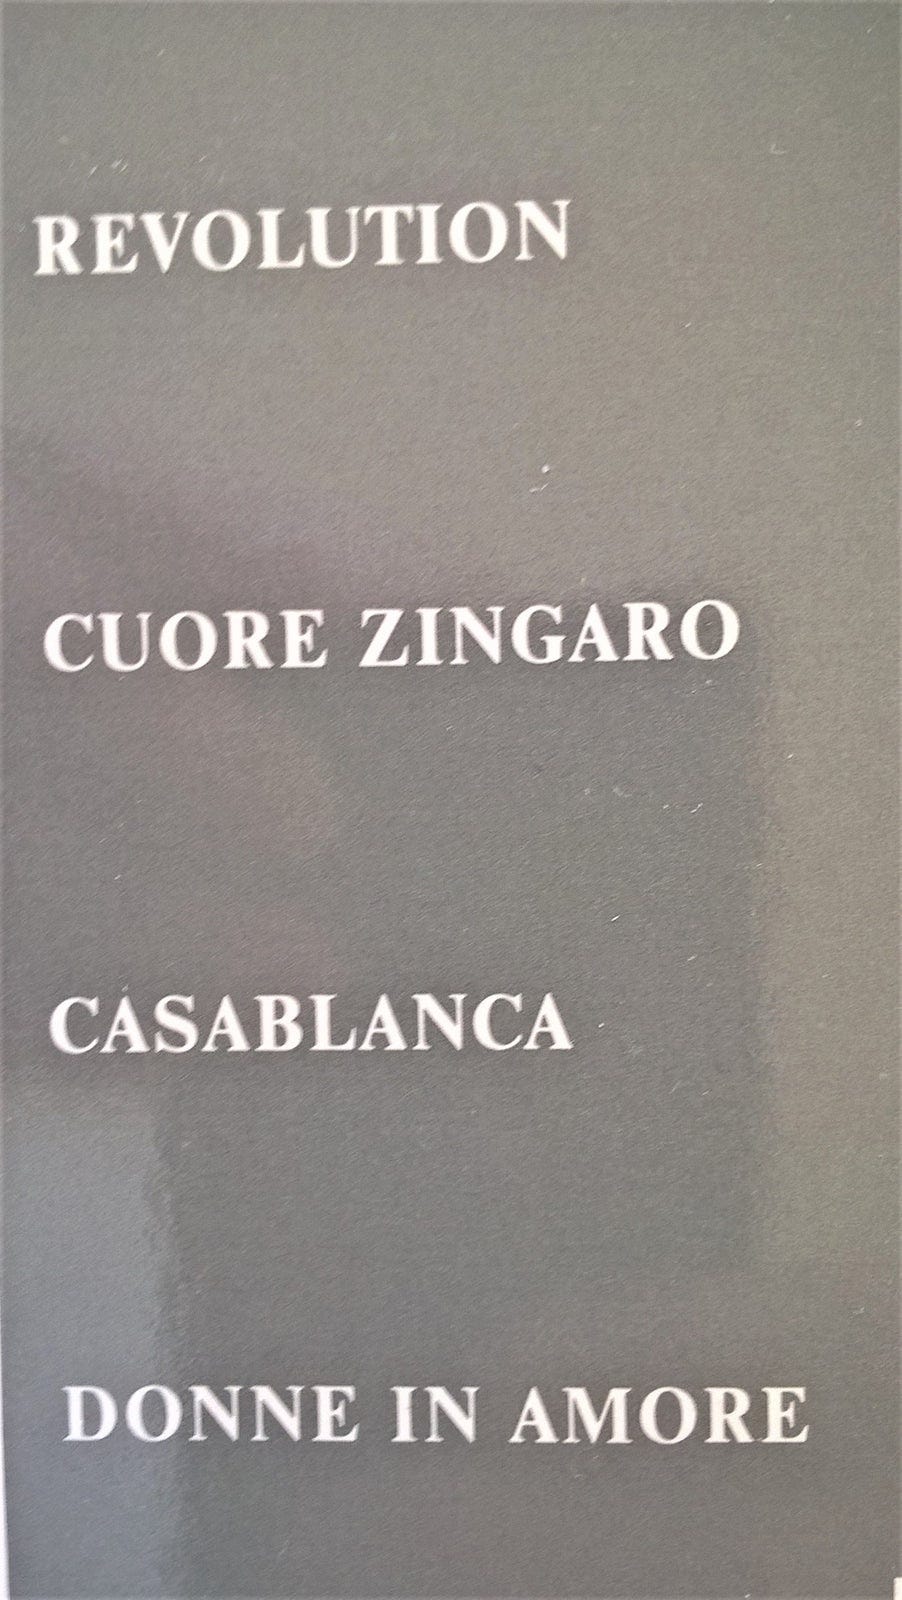 REVOLUTION
CUORE ZINGARO
CASABLANCA
DONNE IN AMORE